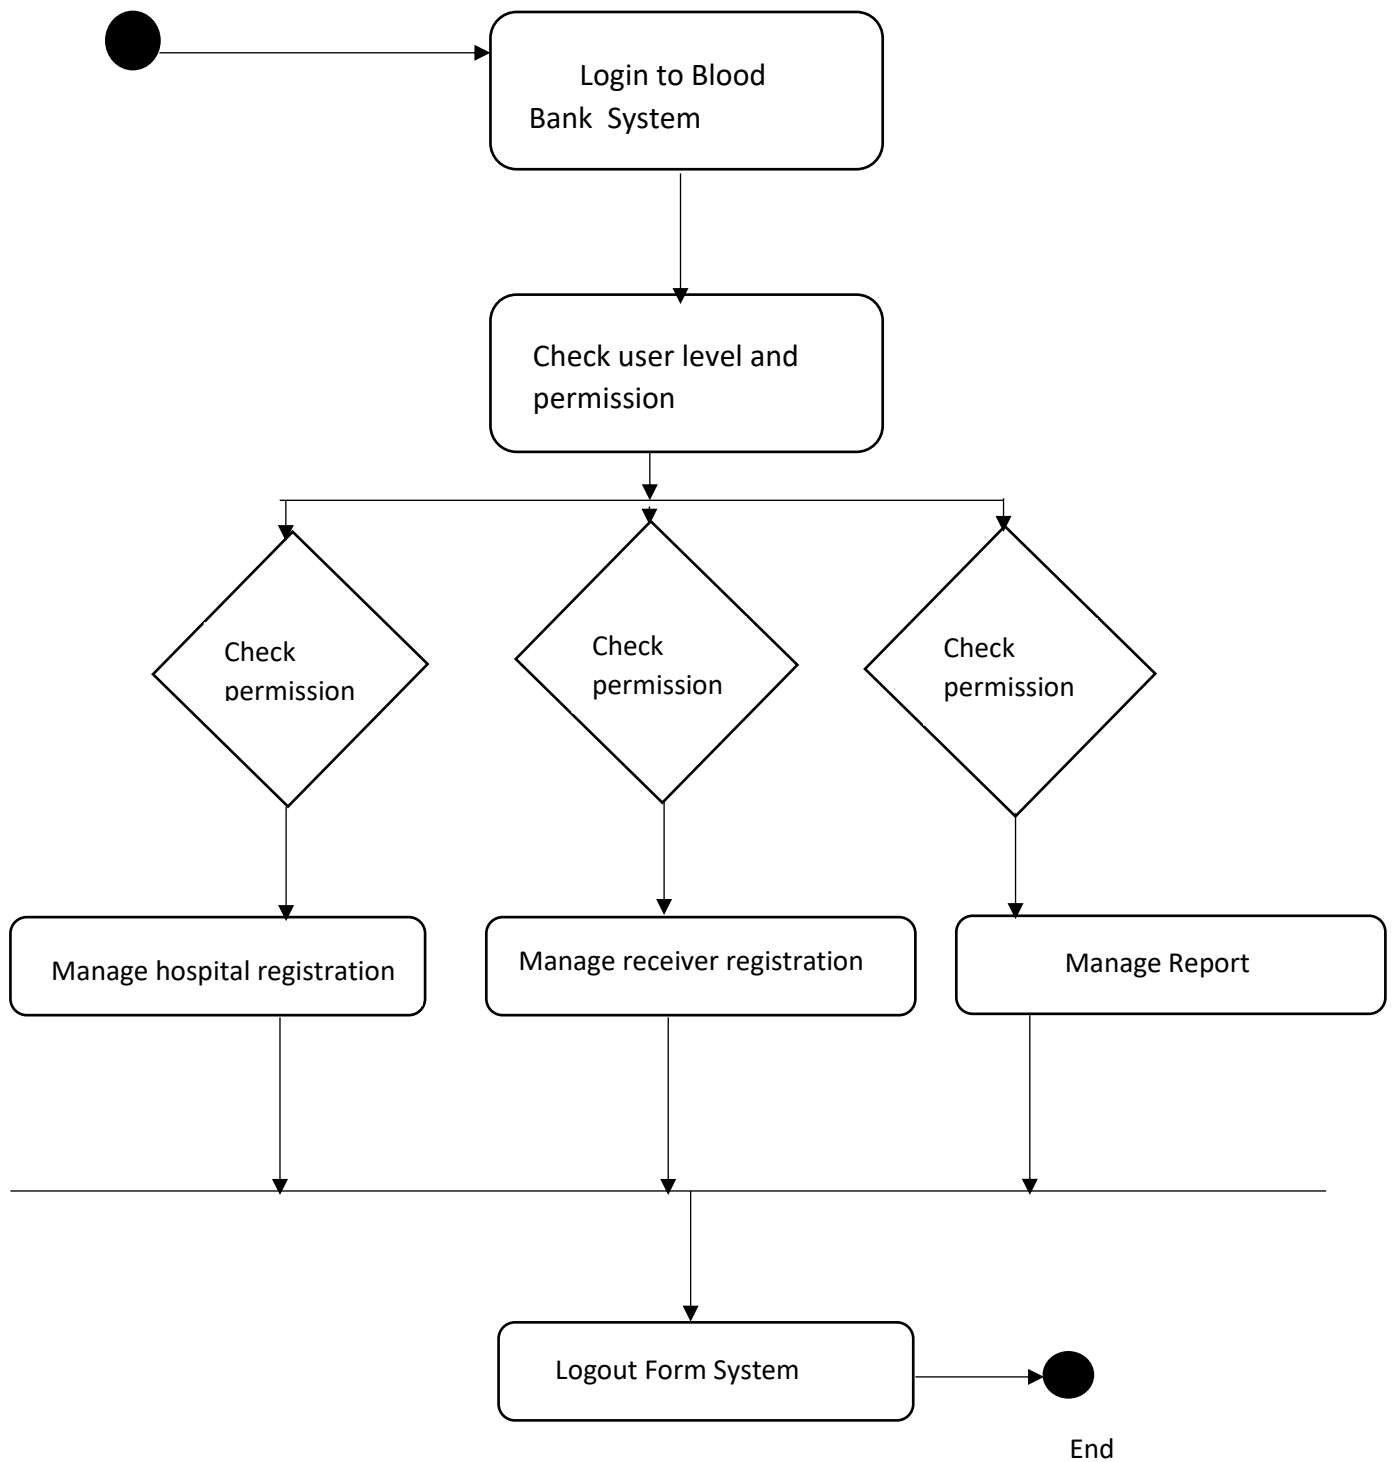 Login to Blood
Bank System
Check user level and
permission
Check
permission
Check
permission
Check
permission
Manage hospital registration
Manage receiver registration
Manage Report
Logout Form System
End